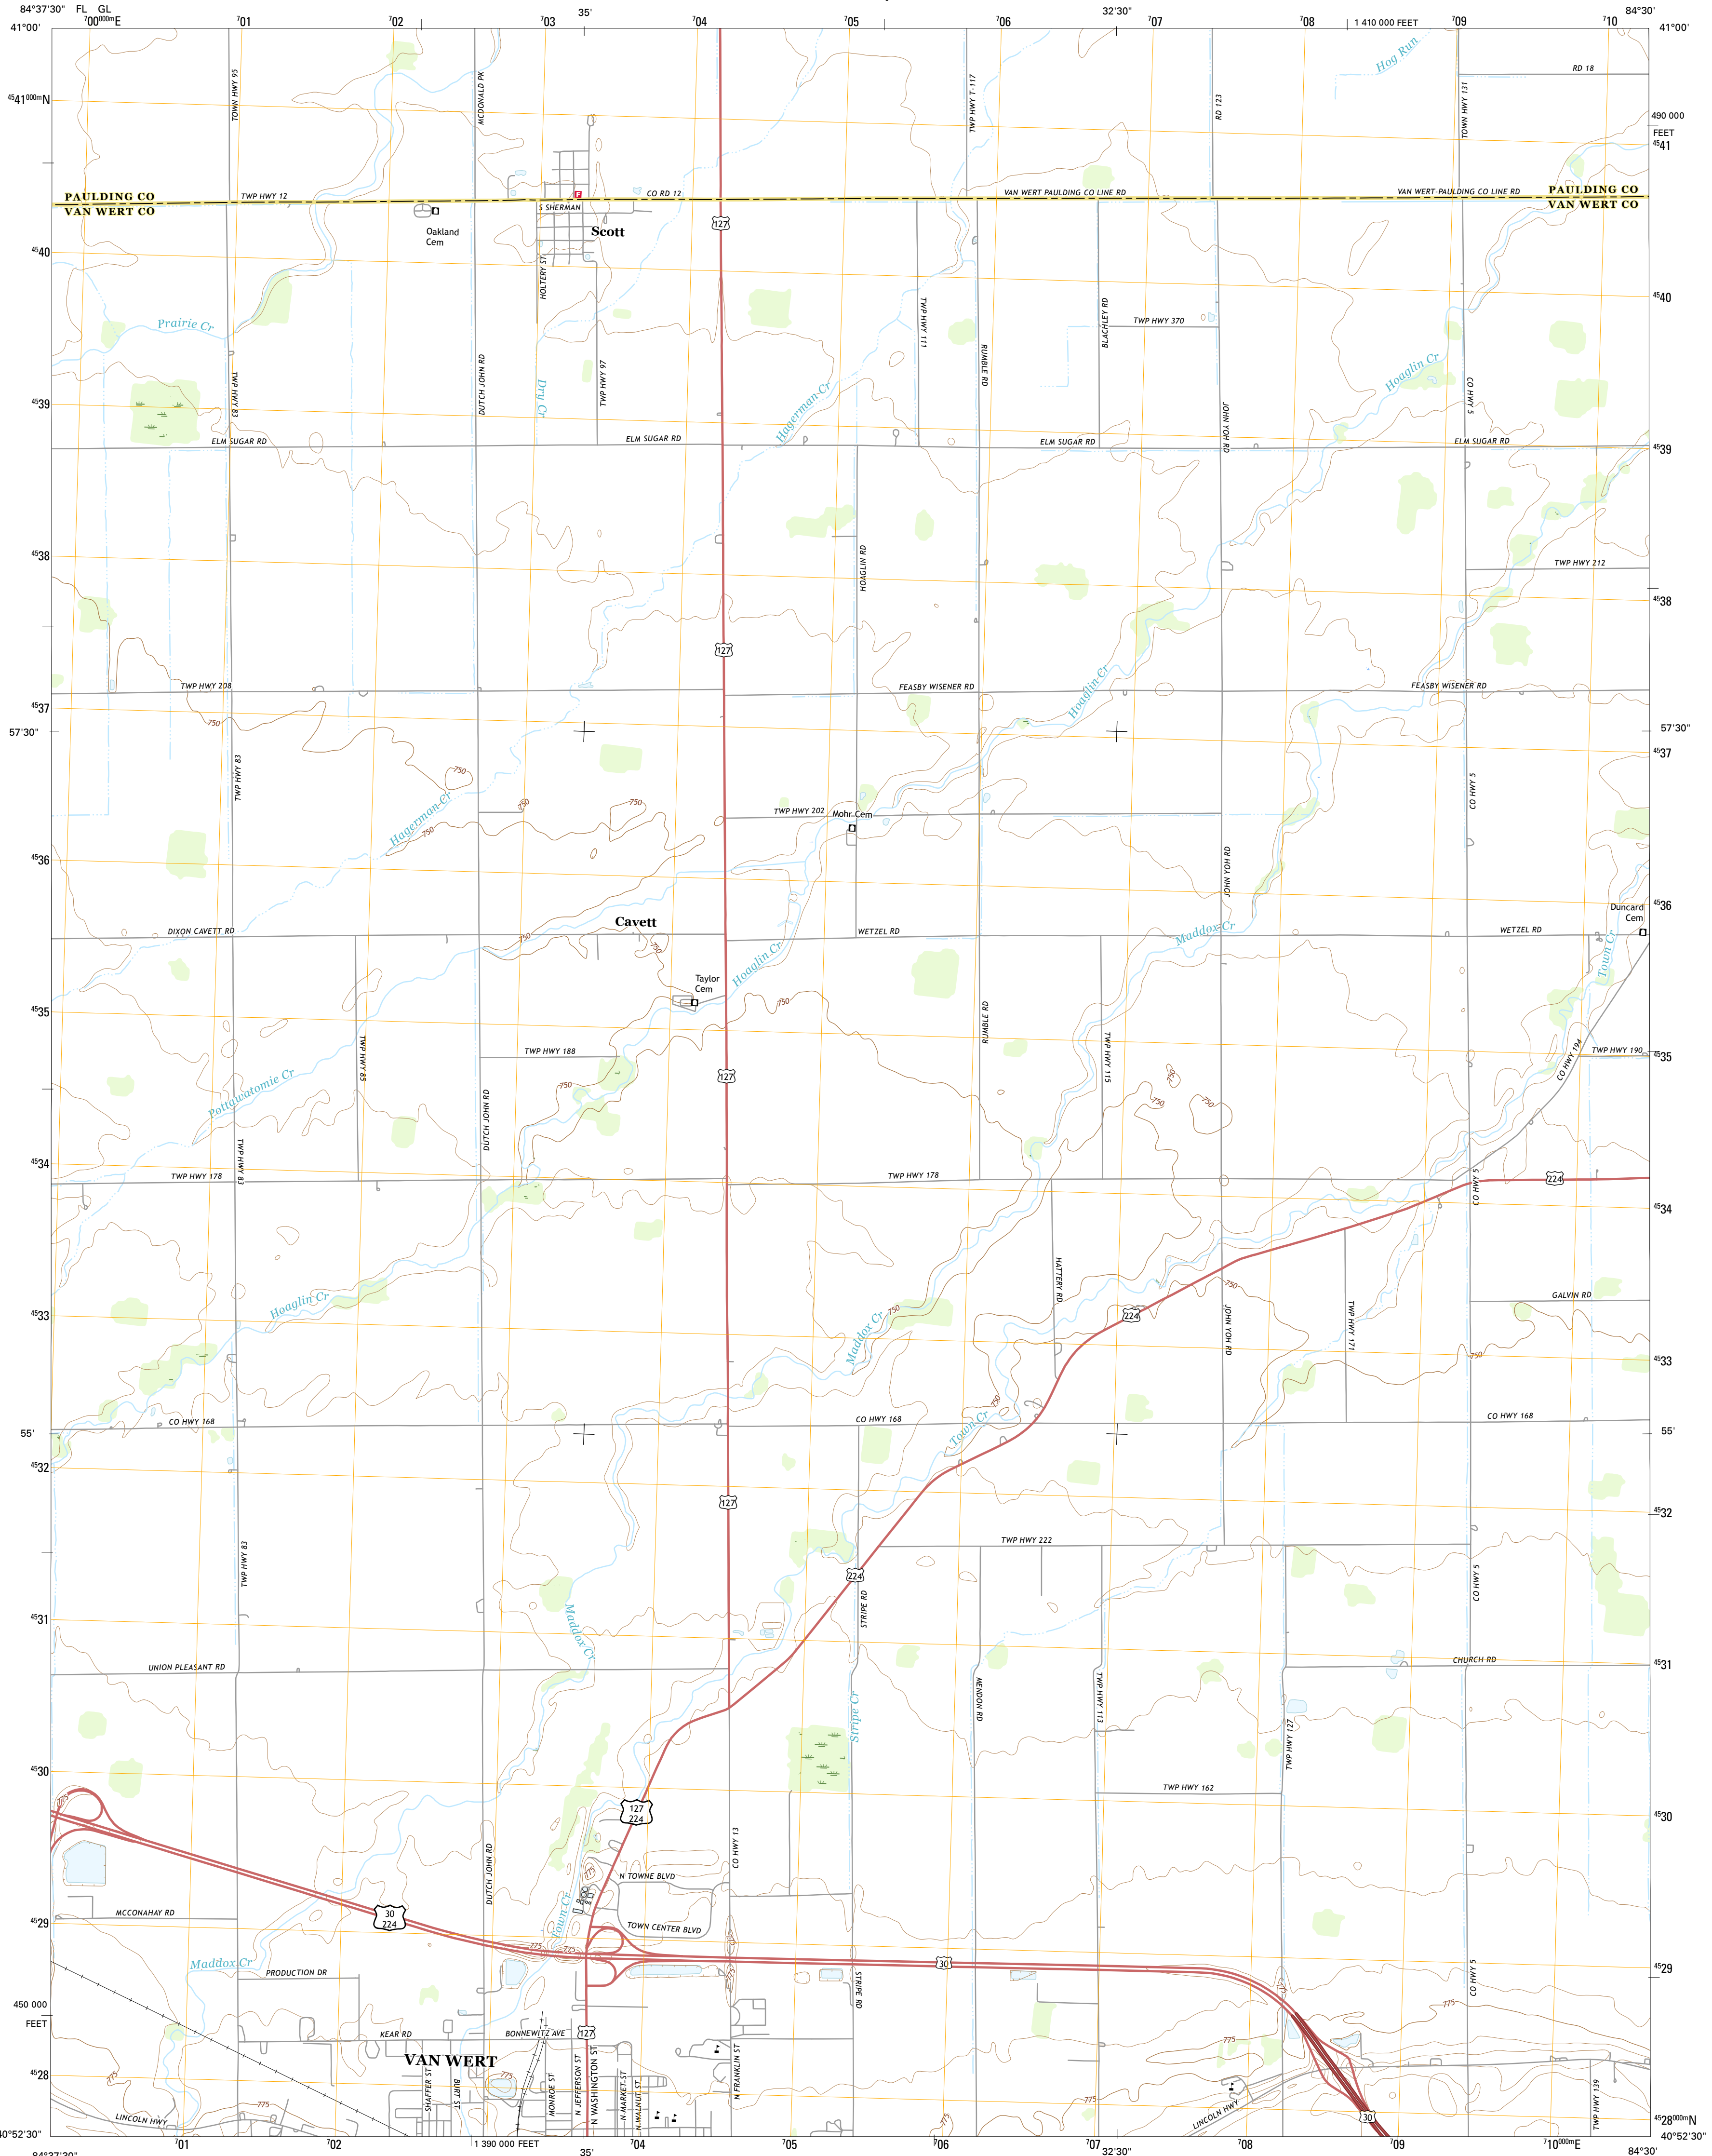 84°37'30" FL GL
700000mE
701
702
703
35'
704
705
706
32'30"
707
708
1 410 000 FEET
709
710
84°30'
41°00'
41°00'
Hog Run
RD 18
4541000mN
TOWN HWY 95
MCDONALD PK
TWP HWY T-117
RD 123
TOWN HWY 131
490 000
FEET
4541
PAULDING CO
VAN WERT CO
TWP HWY 12
F
CO RD 12
VAN WERT PAULDING CO LINE RD
VAN WERT-PAULDING CO LINE RD
PAULDING CO
VAN WERT CO
S SHERMAN
Oakland
Cem
Scott
127
4540
HOLTERY ST
4540
Prairie Cr
TWP HWY 111
BLACHLEY RD
TWP HWY 370
RUMBLE RD
Hoaglin Cr
TWP HWY 83
DUTCH JOHN RD
Dry Cr
TWP HWY 97
Hagerman Cr
JOHN YOH RD
CO HWY 5
4539
ELM SUGAR RD
ELM SUGAR RD
ELM SUGAR RD
ELM SUGAR RD
4539
4538
HOAGLIN RD
TWP HWY 212
4538
127
TWP HWY 208
FEASBY WISENER RD
FEASBY WISENER RD
Hoaglin Cr
4537
750
57'30"
57'30"
4537
TWP HWY 83
750
CO HWY 5
Hagerman Cr
750
750
750
TWP HWY 202
Mohr Cem
4536
JOHN YOH RD
Duncard
Cem
4536
Cavett
DIXON CAVETT RD
750
750
WETZEL RD
Maddox Cr
WETZEL RD
Hoaglin Cr
Town Cr
Taylor
Cem
750
4535
RUMBLE RD
TWP HWY 85
TWP HWY 188
TWP HWY 115
CO HWY 194
TWP HWY 190
4535
127
750
750
750
750
Pottawatomie Cr
DUTCH JOHN RD
4534
TWP HWY 83
TWP HWY 178
TWP HWY 178
CO HWY 5
224
4534
HATTERY RD
750
Hoaglin Cr
GALVIN RD
4533
Maddox Cr
750
224
JOHN YOH RD
TWP HWY 171
750
4533
750
CO HWY 168
CO HWY 168
Town Cr
CO HWY 168
55'
55'
4532
127
4532
TWP HWY 222
TWP HWY 83
224
CO HWY 5
STRIPE RD
4531
Maddox Cr
UNION PLEASANT RD
CHURCH RD
4531
MENDON RD
TWP HWY 113
Stripe Cr
TWP HWY 127
4530
775
TWP HWY 162
127
224
4530
DUTCH JOHN RD
CO HWY 13
775
N TOWNE BLVD
MCCONAHAY RD
30
224
Town Cr
TOWN CENTER BLVD
4529
775
775
775
775
30
Maddox Cr
PRODUCTION DR
STRIPE RD
775
CO HWY 5
4529
450 000
FEET
775
KEAR RD
BONNEWITZ AVE
127
775
VAN WERT
4528
775
775
SHAFFER ST
BURT ST
MONROE ST
N JEFFERSON ST
N WASHINGTON ST
N MARKET ST
N WALNUT ST
N FRANKLIN ST
LINCOLN HWY
775
775
775
LINCOLN HWY
30
TWP HWY 139
4528000mN
40°52'30"
40°52'30"
701
702
1 390 000 FEET
35'
704
705
706
707
32'30"
708
709
710000mE
84°30'
84°37'30"